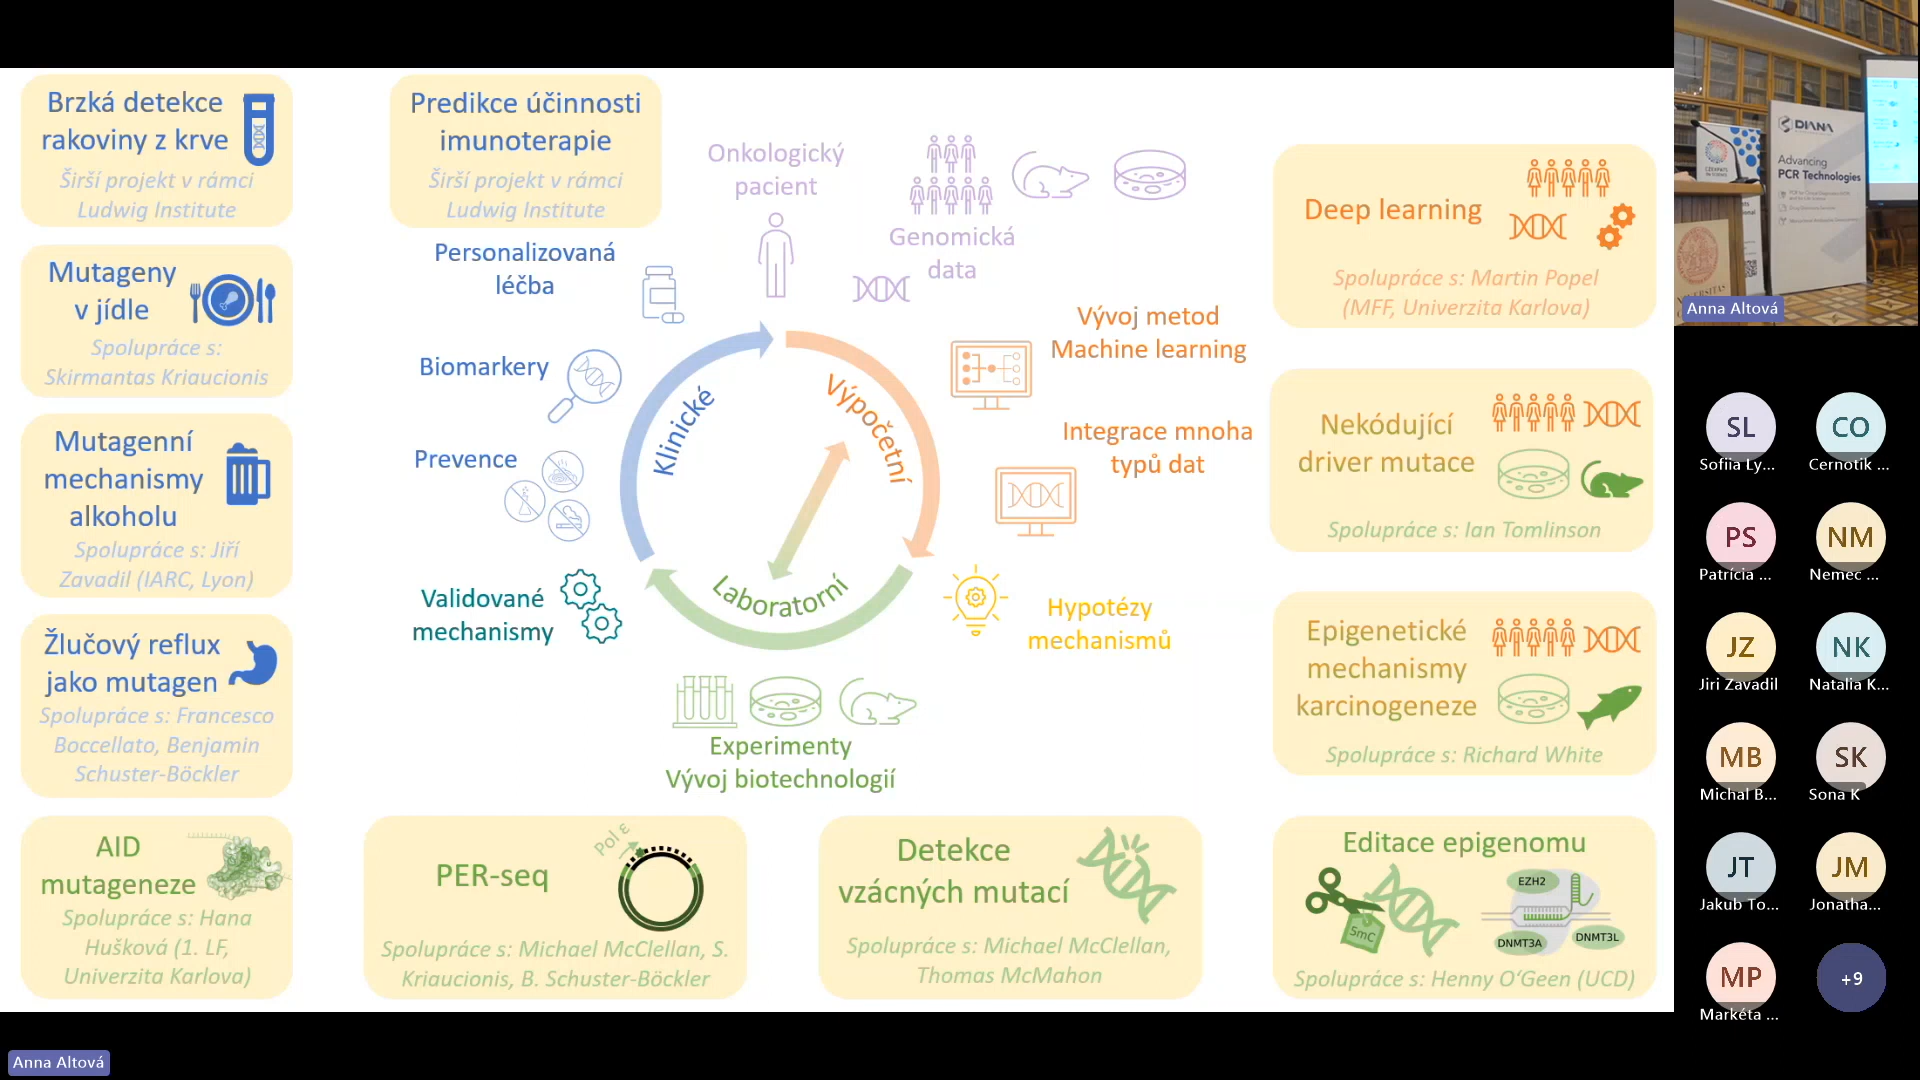 Brzká detekce
rakoviny z krve
Širší projekt v rámci
Ludwig Institute
Mutageny
v jídle
Spolupráce s:
Skirmantas Kriaucionis
Mutagenní
mechanismy
alkoholu
Spolupráce s: Jiří
Zavadil (IARC, Lyon)
Žlučový reflux
jako mutagen
Spolupráce s: Francesco
Boccellato, Benjamin
Schuster-Böckler
AID
mutageneze
Spolupráce s: Hana
Hušková (1. LF,
Univerzita Karlova)
Predikce účinnosti
imunoterapie
Širší projekt v rámci
Ludwig Institute
Personalizovaná
léčba
Biomarkery
Prevence
Validované
mechanismy
Onkologický
pacient
Genomická
data
Vývoj metod
Machine learning
Integrace mnoha
typů dat
Hypotézy
mechanismů
Klinické
Výpočetní
Laboratorní
Experimenty
Vývoj biotechnologií
PER-seq
Pol ε
Spolupráce s: Michael McClellan, S.
Kriaucionis, B. Schuster-Böckler
Detekce
vzácných mutací
Spolupráce s: Michael McClellan,
Thomas McMahon
Deep learning
Spolupráce s: Martin Popel
(MFF, Univerzita Karlova)
Nekódující
driver mutace
Spolupráce s: Ian Tomlinson
Epigenetické
mechanismy
karcinogeneze
Spolupráce s: Richard White
Editace epigenomu
5mC
EZH2
DNMT3A
DNMT3L
Spolupráce s: Henny O‘Geen (UCD)
DIANA
Advancing
PCR Technologies
Anna Altová
SL
Sofiia Ly...
CO
Cernotik ...
PS
Patrícia ...
NM
Nemec ...
JZ
Jiri Zavadil
NK
Natalia K...
MB
Michal B...
SK
Sona K
JT
Jakub To...
JM
Jonatha...
MP
Markéta ...
+9
Anna Altová